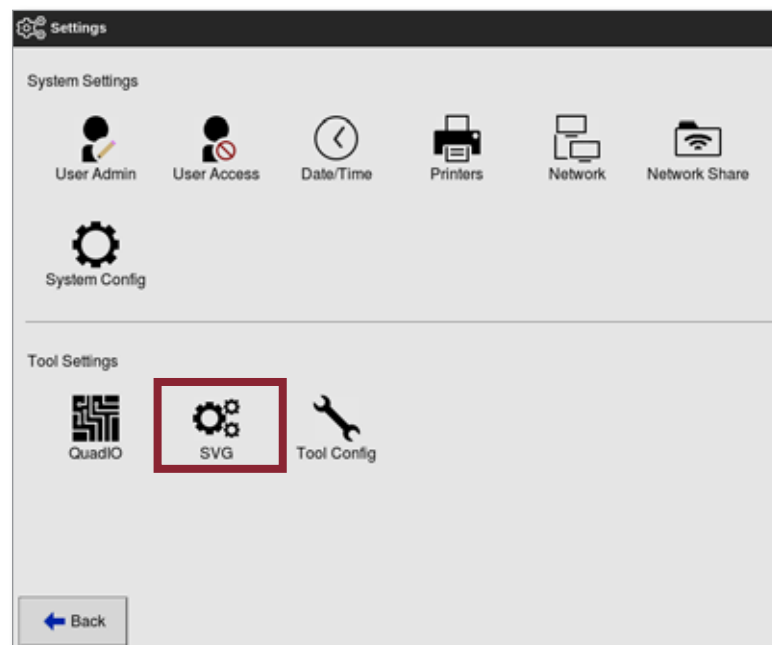 Settings
System Settings
User Admin User Access Date/Time Printers Network Network Share
System Config
Tool Settings
QuadIO SVG Tool Config
Back